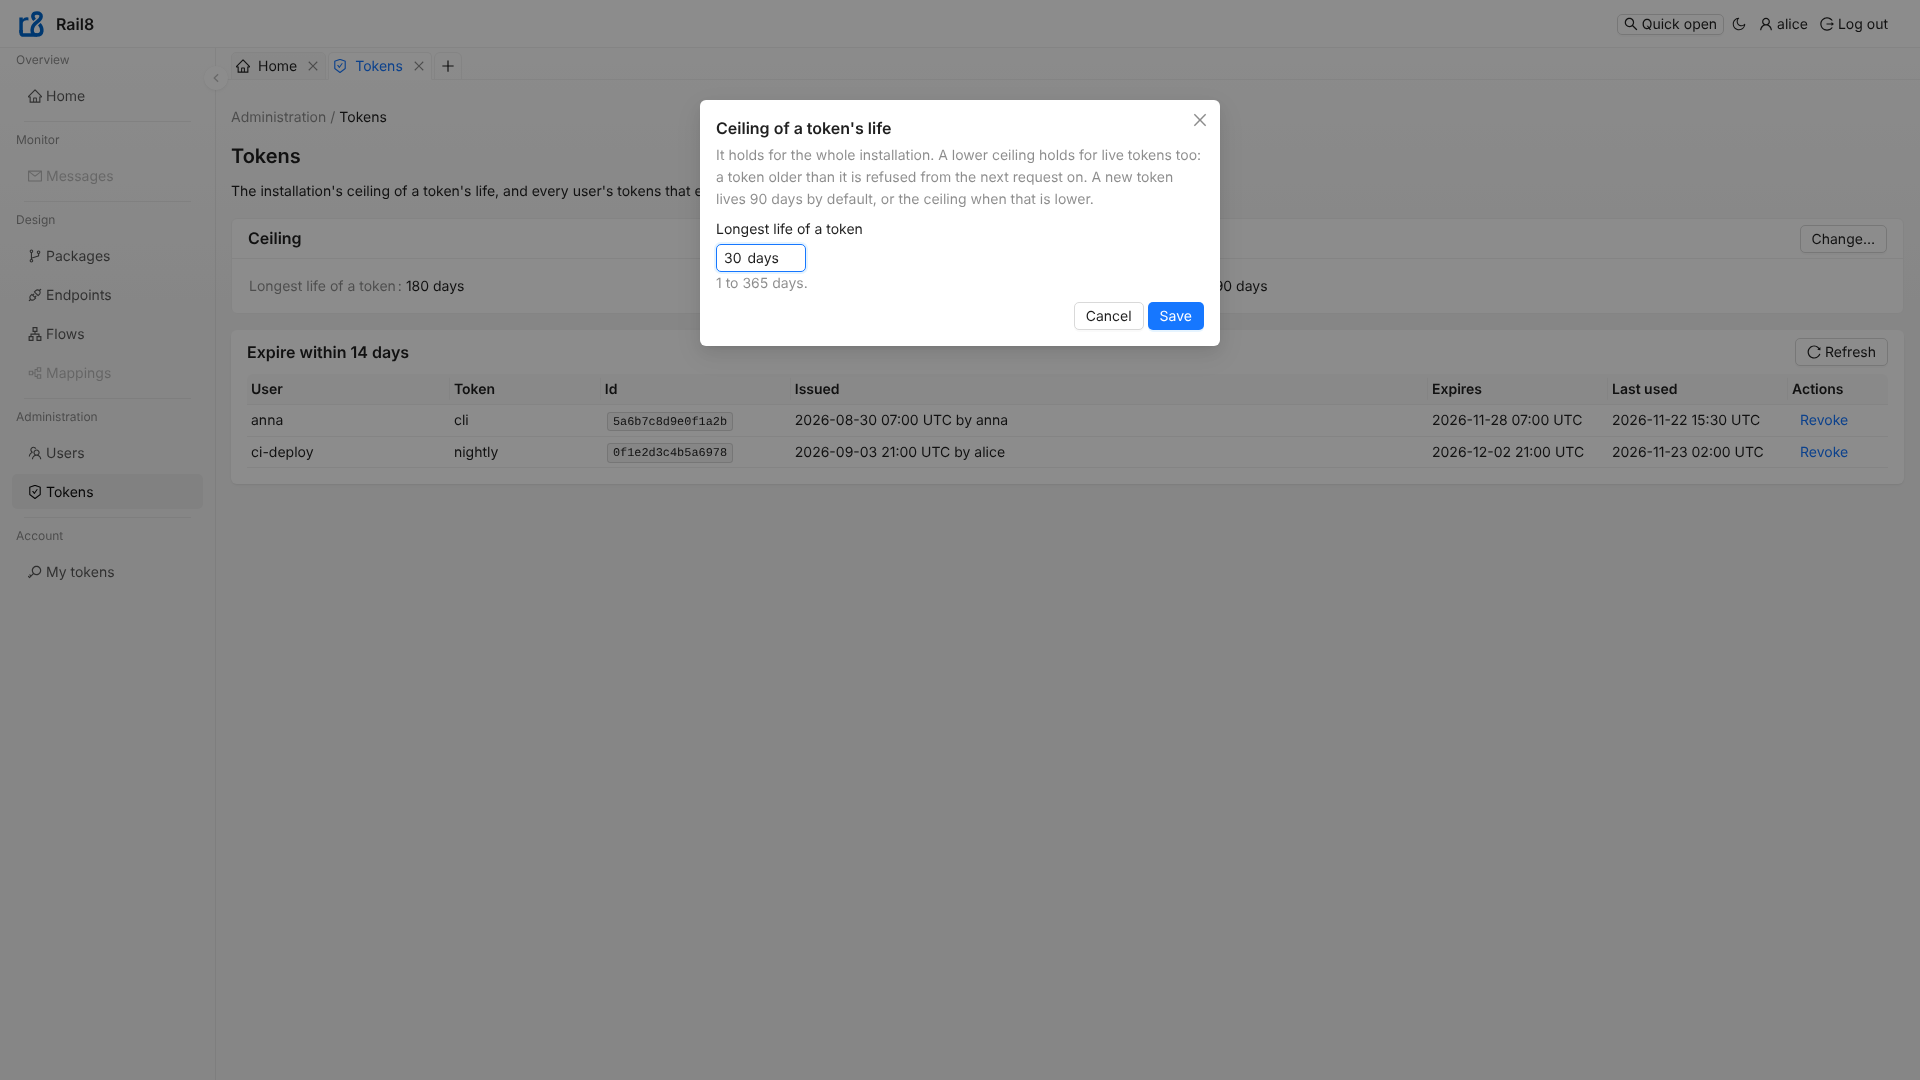 Rail8
Quick open
alice
Log out
Overview
Home
Monitor
Messages
Design
Packages
Endpoints
Flows
Mappings
Administration
Users
Tokens
Account
My tokens
Home
Tokens
Administration / Tokens
Tokens
The installation's ceiling of a token's life, and every user's tokens that
Ceiling
Change...
Longest life of a token: 180 days
90 days
Expire within 14 days
Refresh
User Token Id Issued Expires Last used Actions
anna cli 5a6b7c8d9e0f1a2b 2026-08-30 07:00 UTC by anna 2026-11-28 07:00 UTC 2026-11-22 15:30 UTC Revoke
ci-deploy nightly 0f1e2d3c4b5a6978 2026-09-03 21:00 UTC by alice 2026-12-02 21:00 UTC 2026-11-23 02:00 UTC Revoke
Ceiling of a token's life
It holds for the whole installation. A lower ceiling holds for live tokens too:
a token older than it is refused from the next request on. A new token
lives 90 days by default, or the ceiling when that is lower.
Longest life of a token
30 days
1 to 365 days.
Cancel
Save